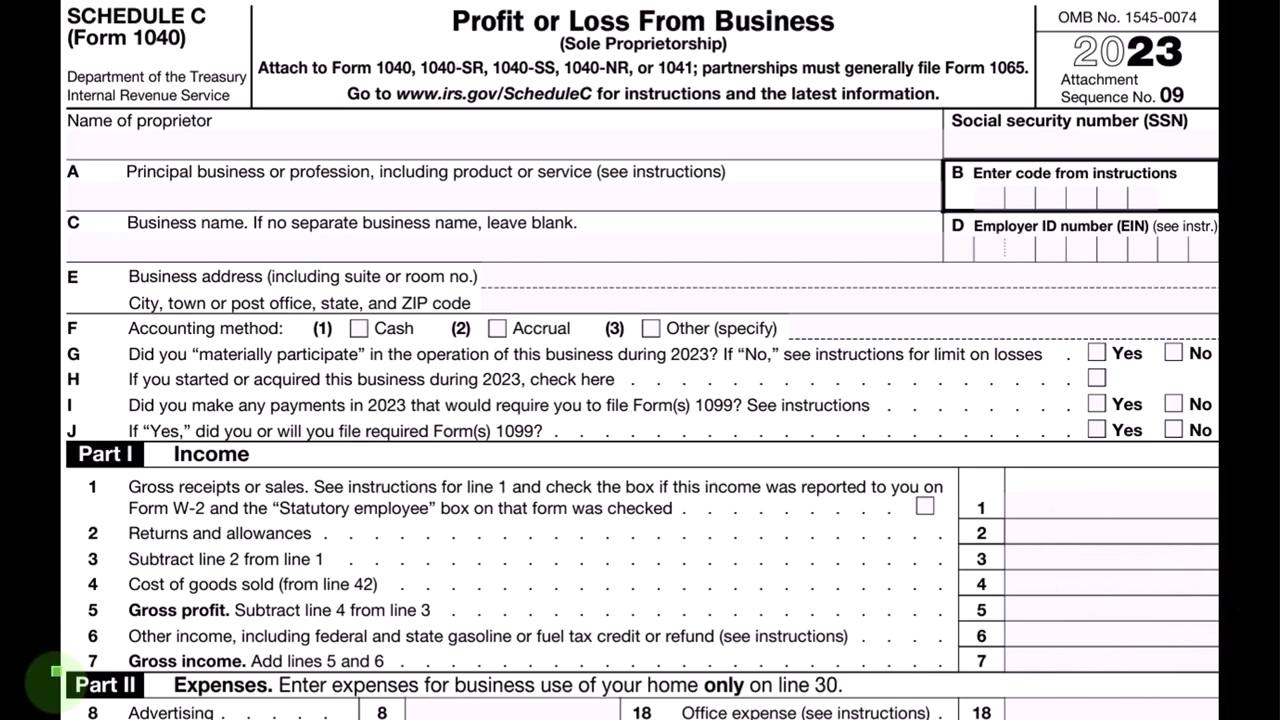 SCHEDULE C
(Form 1040)
Department of the Treasury
Internal Revenue Service
Profit or Loss From Business
(Sole Proprietorship)
Attach to Form 1040, 1040-SR, 1040-SS, 1040-NR, or 1041; partnerships must generally file Form 1065.
Go to www.irs.gov/ScheduleC for instructions and the latest information.
OMB No. 1545-0074
2023
Attachment
Sequence No. 09
Name of proprietor
Social security number (SSN)
A Principal business or profession, including product or service (see instructions)
B Enter code from instructions
C Business name. If no separate business name, leave blank.
D Employer ID number (EIN) (see instr.)
E Business address (including suite or room no.)
City, town or post office, state, and ZIP code
F Accounting method: (1) Cash (2) Accrual (3) Other (specify)
G Did you “materially participate” in the operation of this business during 2023? If “No,” see instructions for limit on losses . Yes No
H If you started or acquired this business during 2023, check here . . . . . . . . . . . . . . . . .
I Did you make any payments in 2023 that would require you to file Form(s) 1099? See instructions . . . . . . . Yes No
J If “Yes,” did you or will you file required Form(s) 1099? . . . . . . . . . . . . . . . . . . Yes No
Part I Income
1 Gross receipts or sales. See instructions for line 1 and check the box if this income was reported to you on
Form W-2 and the “Statutory employee” box on that form was checked . . . . . . . . . 1
2 Returns and allowances . . . . . . . . . . . . . . . . . . . . 2
3 Subtract line 2 from line 1 . . . . . . . . . . . . . . . . . . . 3
4 Cost of goods sold (from line 42) . . . . . . . . . . . . . . . . . 4
5 Gross profit. Subtract line 4 from line 3 . . . . . . . . . . . . . . . 5
6 Other income, including federal and state gasoline or fuel tax credit or refund (see instructions) . . . . 6
7 Gross income. Add lines 5 and 6 . . . . . . . . . . . . . . . . . 7
Part II Expenses. Enter expenses for business use of your home only on line 30.
8 Advertising . . . . . 8
18 Office expense (see instructions) . 18